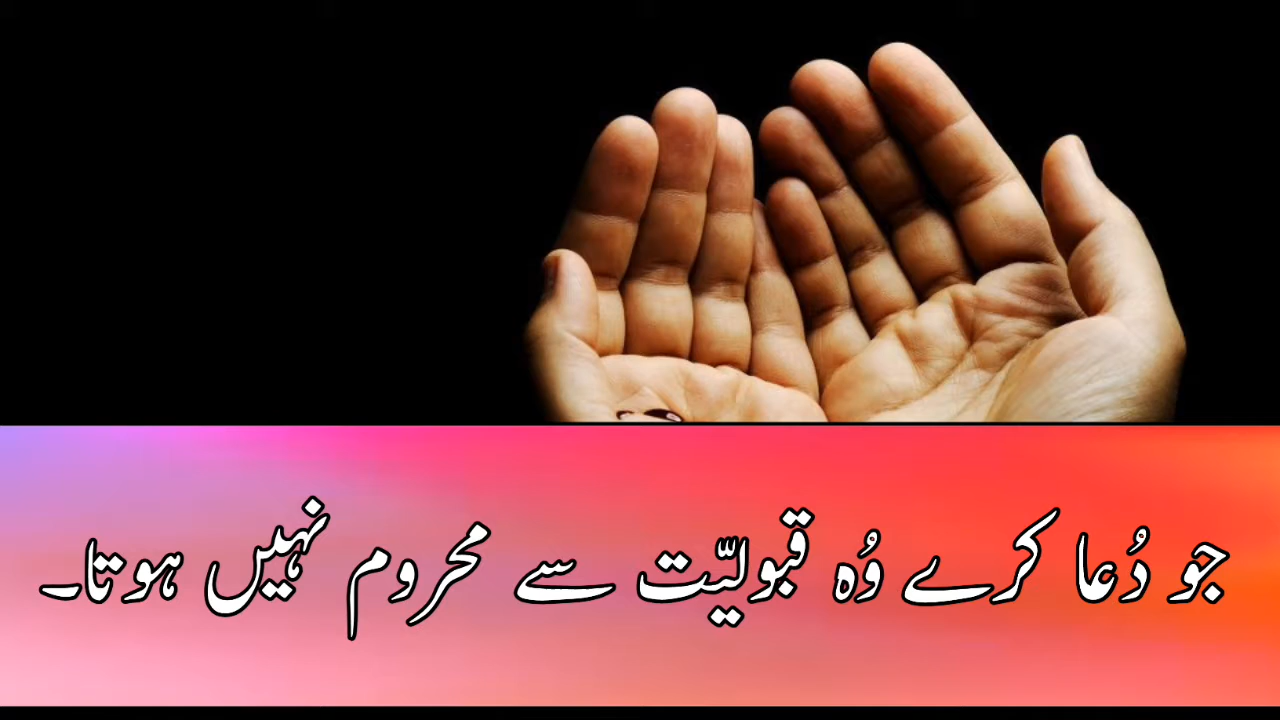 جو دُعا کرے وُہ قبولیّت سے محروم نہیں ہوتا۔